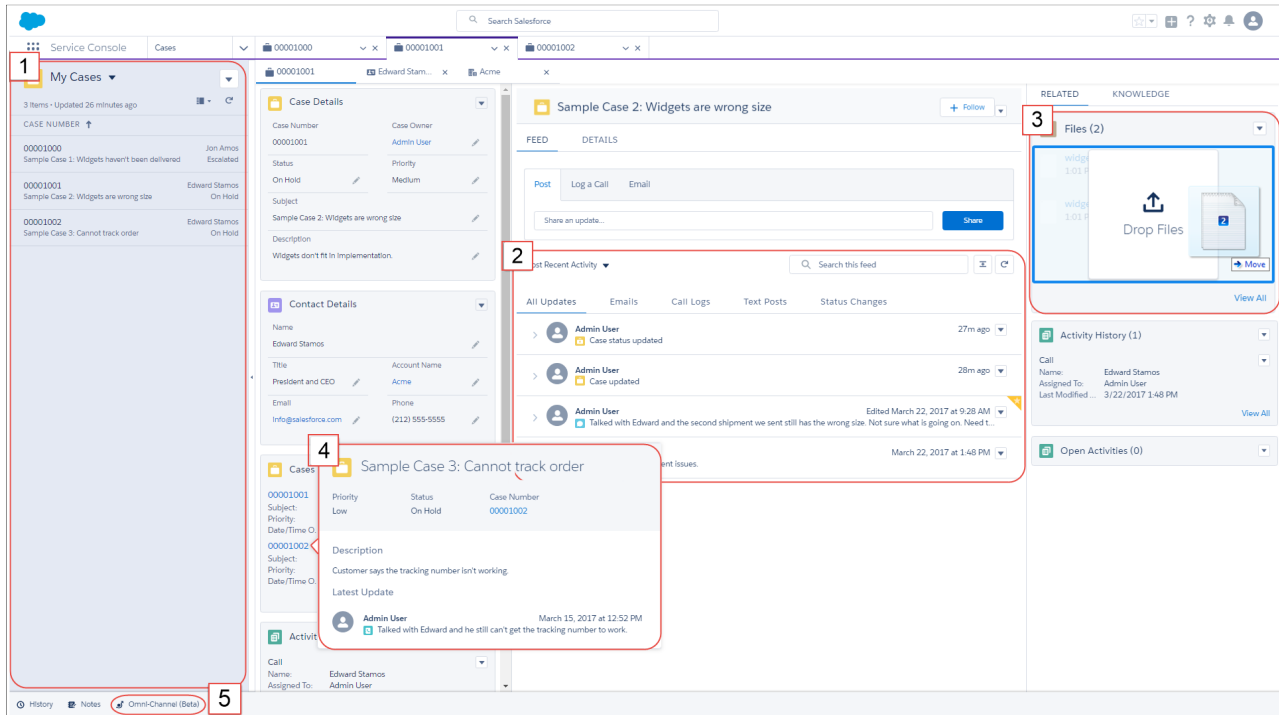 Search Salesforce
Service Console
Cases
00001000
00001001
00001002
1
My Cases
3 items • Updated 26 minutes ago
CASE NUMBER
00001000 Jon Amos
Sample Case 1: Widgets haven't been delivered Escalated
00001001 Edward Stamos
Sample Case 2: Widgets are wrong size On Hold
00001002 Edward Stamos
Sample Case 3: Cannot track order On Hold
00001001
Edward Stam...
Acme
Case Details
Case Number Case Owner
00001001 Admin User
Status Priority
On Hold Medium
Subject
Sample Case 2: Widgets are wrong size
Description
Widgets don't fit in implementation.
Contact Details
Name
Edward Stamos
Title Account Name
President and CEO Acme
Email Phone
info@salesforce.com (212) 555-5555
Cases
00001001
Subject:
Priority:
Date/Time O.
00001002
Subject:
Priority:
Date/Time O.
Activit
Call
Name: Edward Stamos
Assigned To: Admin User
Sample Case 2: Widgets are wrong size
+ Follow
FEED DETAILS
Post Log a Call Email
Share an update...
Share
2
ost Recent Activity
Search this feed
All Updates Emails Call Logs Text Posts Status Changes
Admin User 27m ago
Case status updated
Admin User 28m ago
Case updated
Admin User Edited March 22, 2017 at 9:28 AM
Talked with Edward and the second shipment we sent still has the wrong size. Not sure what is going on. Need t...
March 22, 2017 at 1:48 PM
ent issues.
4
Sample Case 3: Cannot track order
Priority Status Case Number
Low On Hold 00001002
Description
Customer says the tracking number isn't working.
Latest Update
Admin User March 15, 2017 at 12:52 PM
Talked with Edward and he still can't get the tracking number to work.
RELATED KNOWLEDGE
3
Files (2)
widge
1:01 P
widge
1:01 P
Drop Files
2
Move
View All
Activity History (1)
Call
Name: Edward Stamos
Assigned To: Admin User
Last Modified ... 3/22/2017 1:48 PM
View All
Open Activities (0)
History
Notes
Omni-Channel (Beta)
5